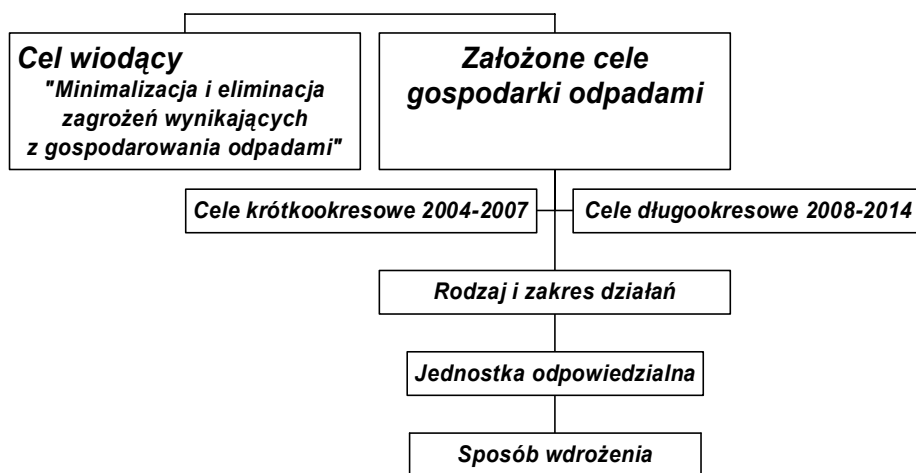 Cel wiodący
"Minimalizacja i eliminacja
zagrożeń wynikających
z gospodarowania odpadami"
Założone cele
gospodarki odpadami
Cele krótkookresowe 2004-2007
Cele długookresowe 2008-2014
Rodzaj i zakres działań
Jednostka odpowiedzialna
Sposób wdrożenia